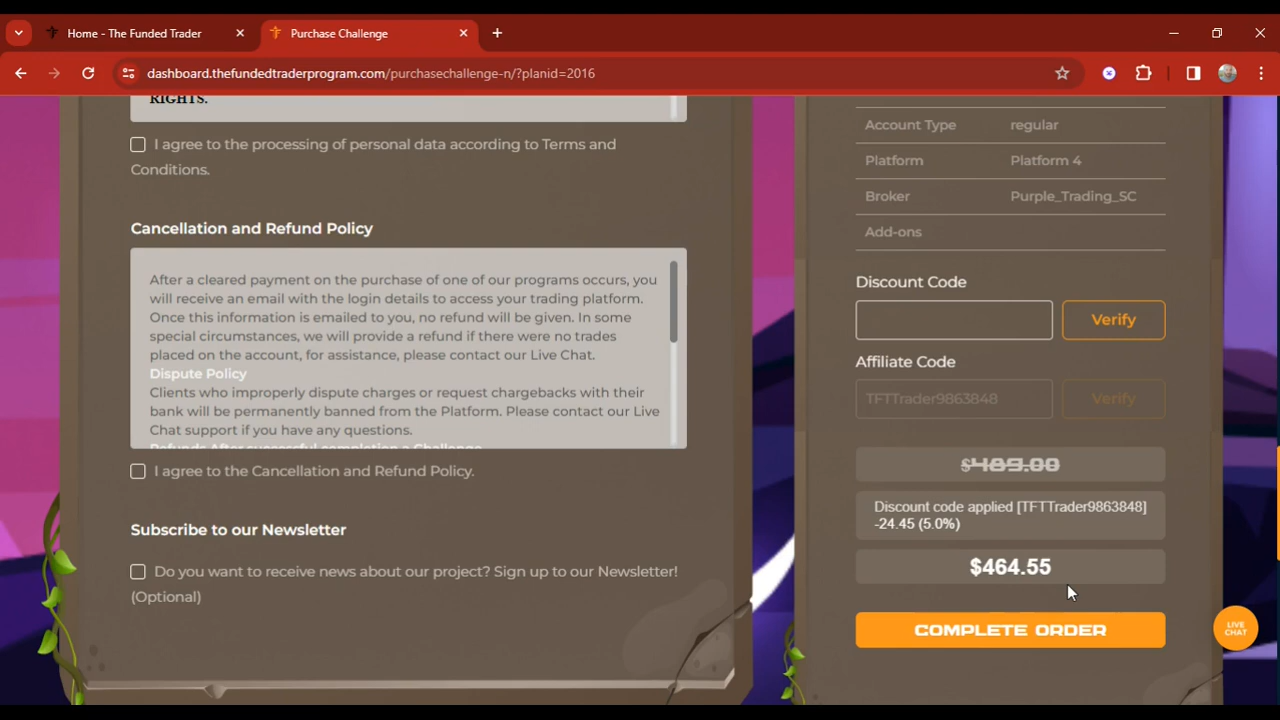 Home - The Funded Trader
Purchase Challenge
dashboard.thefundedtraderprogram.com/purchasechallenge-n/?planid=2016
RIGHTS.
I agree to the processing of personal data according to Terms and
Conditions.
Cancellation and Refund Policy
After a cleared payment on the purchase of one of our programs occurs, you
will receive an email with the login details to access your trading platform.
Once this information is emailed to you, no refund will be given. In some
special circumstances, we will provide a refund if there were no trades
placed on the account, for assistance, please contact our Live Chat.
Dispute Policy
Clients who improperly dispute charges or request chargebacks with their
bank will be permanently banned from the Platform. Please contact our Live
Chat support if you have any questions.
Refunds After successful completion a Challenge
I agree to the Cancellation and Refund Policy.
Subscribe to our Newsletter
Do you want to receive news about our project? Sign up to our Newsletter!
(Optional)
Account Type regular
Platform Platform 4
Broker Purple_Trading_SC
Add-ons
Discount Code
Verify
Affiliate Code
TFTTrader9863848 Verify
$489.00
Discount code applied [TFTTrader9863848]
-24.45 (5.0%)
$464.55
COMPLETE ORDER
LIVE
CHAT